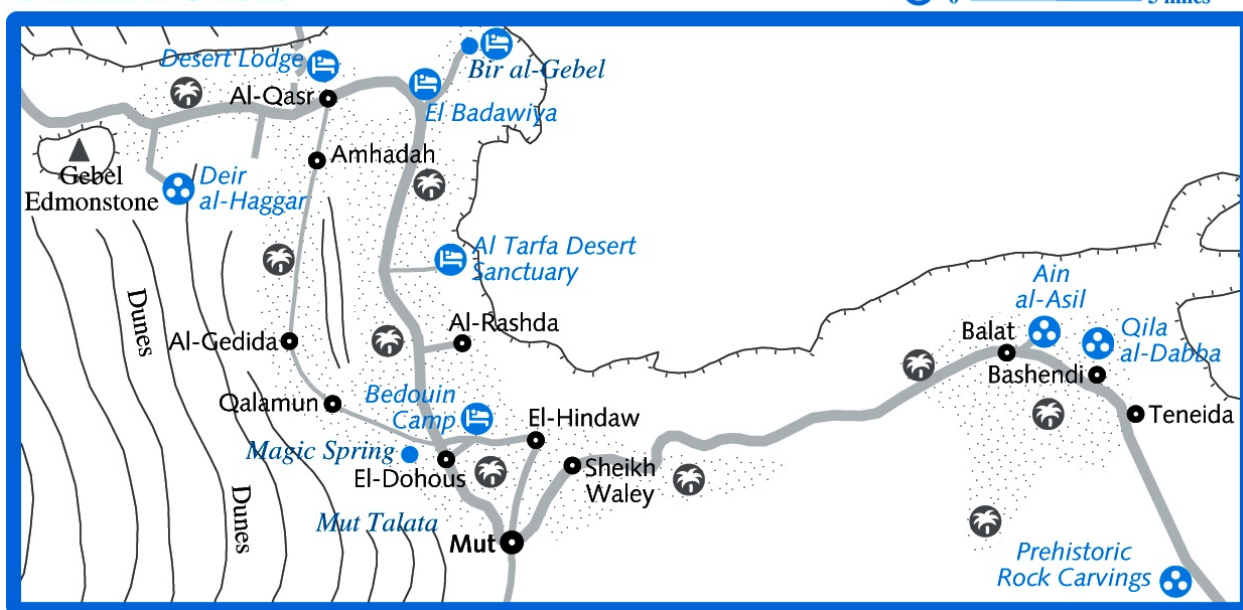 Desert Lodge
Bir al-Gebel
Al-Qasr
El Badawiya
Amhadah
Gebel
Edmonstone
Deir
al-Haggar
Al Tarfa Desert
Sanctuary
Dunes
Ain
al-Asil
Al-Gedida
Al-Rashda
Balat
Qila
al-Dabba
Bashendi
Qalamun
Bedouin
Camp
El-Hindaw
Teneida
Magic Spring
El-Dohous
Sheikh
Waley
Dunes
Mut Talata
Mut
Prehistoric
Rock Carvings